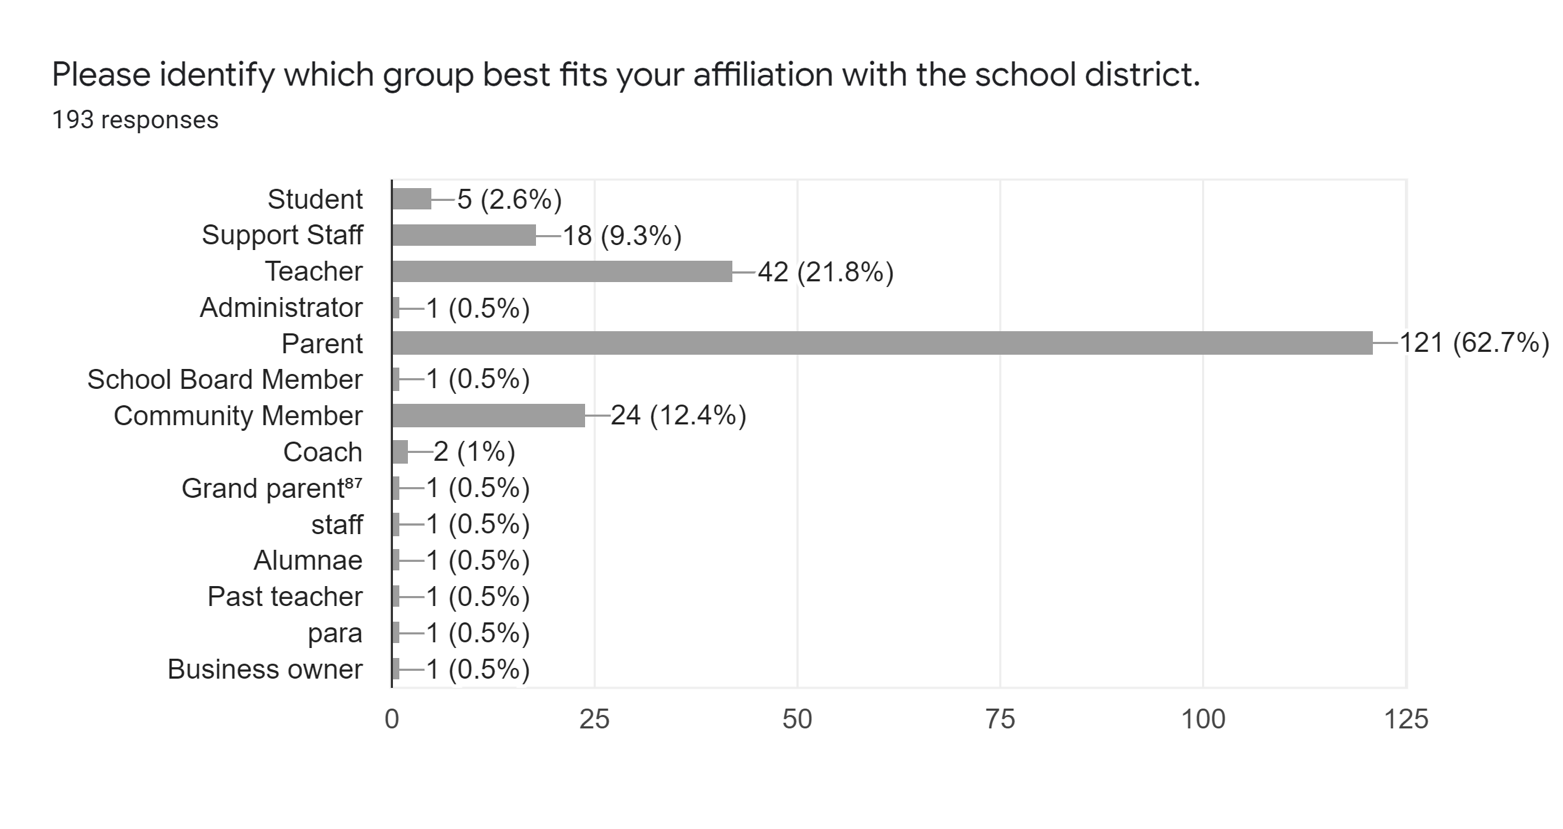 Please identify which group best fits your affiliation with the school district.
193 responses
Student 5 (2.6%)
Support Staff 18 (9.3%)
Teacher 42 (21.8%)
Administrator 1 (0.5%)
Parent 121 (62.7%)
School Board Member 1 (0.5%)
Community Member 24 (12.4%)
Coach 2 (1%)
Grand parent⁸⁷ 1 (0.5%)
staff 1 (0.5%)
Alumnae 1 (0.5%)
Past teacher 1 (0.5%)
para 1 (0.5%)
Business owner 1 (0.5%)
0 25 50 75 100 125